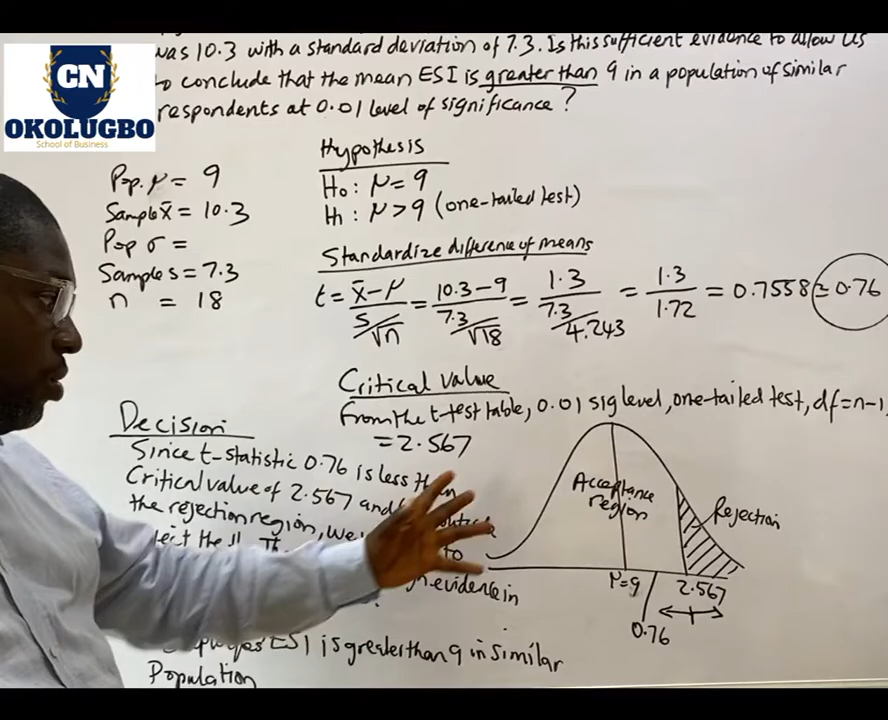 was 10.3 with a standard deviation of 7.3. Is this sufficient evidence to allow us
to conclude that the mean ESI is greater than 9 in a population of similar
respondents at 0.01 level of significance?
CN
OKOLUGBO
School of Business
Pop. μ = 9
Sample x̄ = 10.3
Pop σ =
Sample s = 7.3
n = 18
Hypothesis
H₀: μ = 9
H₁: μ > 9 (one-tailed test)
Standardize difference of means
t = x̄ - μ / s/√n = 10.3 - 9 / 7.3/√18 = 1.3 / 7.3/4.243 = 1.3 / 1.72 = 0.7558 ≅ 0.76
Critical value
From the t-test table, 0.01 sig level, one-tailed test, df = n-1
= 2.567
Decision
Since t-statistic 0.76 is less than
Critical value of 2.567 and
the rejection region, we
to
evidence in
ESI is greater than 9 in similar
Population
Acceptance
region
Rejection
μ=9
2.567
0.76